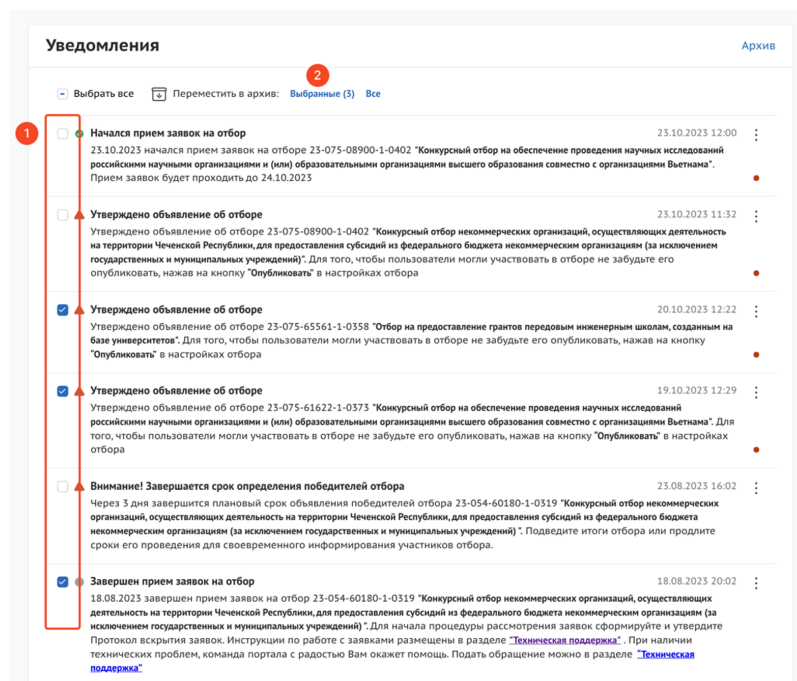 Уведомления
Архив
2
Выбрать все
Переместить в архив:
Выбранные (3)
Все
1
Начался прием заявок на отбор
23.10.2023 12:00
23.10.2023 начался прием заявок на отборе 23-075-08900-1-0402 "Конкурсный отбор на обеспечение проведения научных исследований
российскими научными организациями и (или) образовательными организациями высшего образования совместно с организациями Вьетнама".
Прием заявок будет проходить до 24.10.2023
Утверждено объявление об отборе
23.10.2023 11:32
Утверждено объявление об отборе 23-075-08900-1-0402 "Конкурсный отбор некоммерческих организаций, осуществляющих деятельность
на территории Чеченской Республики, для предоставления субсидий из федерального бюджета некоммерческим организациям (за исключением
государственных и муниципальных учреждений)". Для того, чтобы пользователи могли участвовать в отборе не забудьте его
опубликовать, нажав на кнопку "Опубликовать" в настройках отбора
Утверждено объявление об отборе
20.10.2023 12:22
Утверждено объявление об отборе 23-075-65561-1-0358 "Отбор на предоставление грантов передовым инженерным школам, созданным на
базе университетов". Для того, чтобы пользователи могли участвовать в отборе не забудьте его опубликовать, нажав на кнопку
"Опубликовать" в настройках отбора
Утверждено объявление об отборе
19.10.2023 12:29
Утверждено объявление об отборе 23-075-61622-1-0373 "Конкурсный отбор на обеспечение проведения научных исследований
российскими научными организациями и (или) образовательными организациями высшего образования совместно с организациями Вьетнама". Для
того, чтобы пользователи могли участвовать в отборе не забудьте его опубликовать, нажав на кнопку "Опубликовать" в настройках
отбора
Внимание! Завершается срок определения победителей отбора
23.08.2023 16:02
Через 3 дня завершится плановый срок объявления победителей отбора 23-054-60180-1-0319 "Конкурсный отбор некоммерческих
организаций, осуществляющих деятельность на территории Чеченской Республики, для предоставления субсидий из федерального бюджета
некоммерческим организациям (за исключением государственных и муниципальных учреждений) ". Подведите итоги отбора или продлите
сроки его проведения для своевременного информирования участников отбора.
Завершен прием заявок на отбор
18.08.2023 20:02
18.08.2023 завершен прием заявок на отбор 23-054-60180-1-0319 "Конкурсный отбор некоммерческих организаций, осуществляющих
деятельность на территории Чеченской Республики, для предоставления субсидий из федерального бюджета некоммерческим организациям (за
исключением государственных и муниципальных учреждений) ". Для начала процедуры рассмотрения заявок сформируйте и утвердите
Протокол вскрытия заявок. Инструкции по работе с заявками размещены в разделе "Техническая поддержка" . При наличии
технических проблем, команда портала с радостью Вам окажет помощь. Подать обращение можно в разделе "Техническая
поддержка"